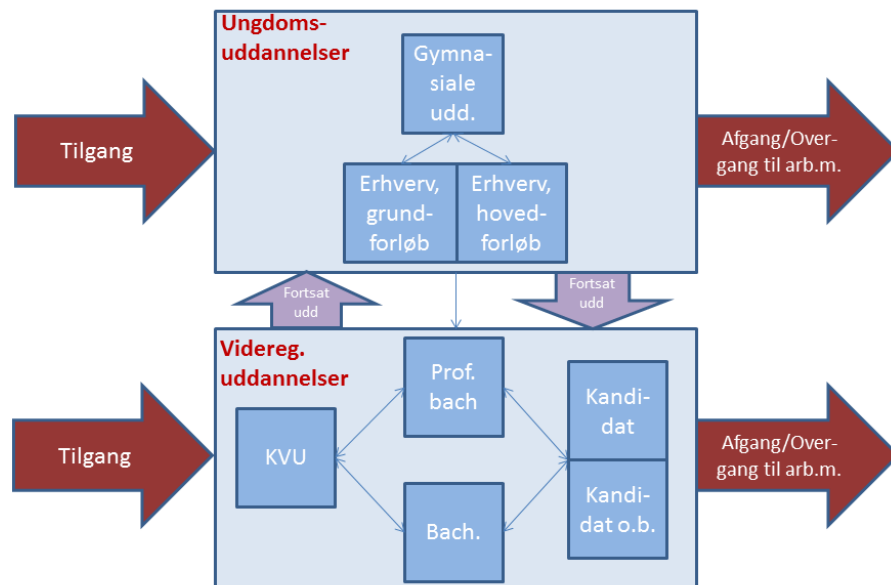 Ungdoms-
uddannelser
Gymna-
siale
udd.
Tilgang
Afgang/Over-
gang til arb.m.
Erhverv,
grund-
forløb
Erhverv,
hoved-
forløb
Fortsat
udd
Fortsat
udd
Videreg.
uddannelser
Prof.
bach
Kandi-
dat
Tilgang
KVU
Afgang/Over-
gang til arb.m.
Bach.
Kandi-
dat o.b.